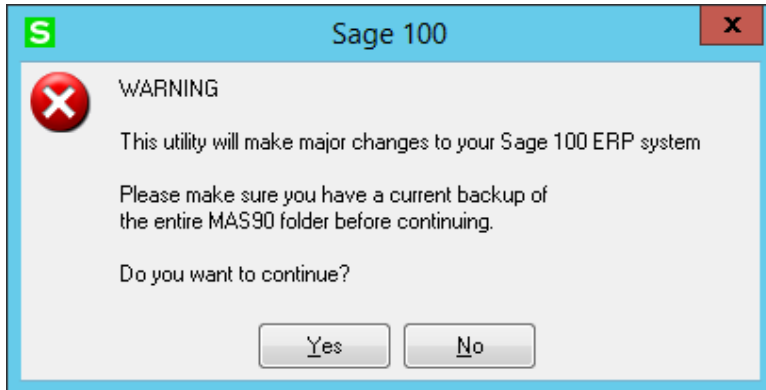 S
Sage 100
x
WARNING
This utility will make major changes to your Sage 100 ERP system
Please make sure you have a current backup of
the entire MAS90 folder before continuing.
Do you want to continue?
Yes
No